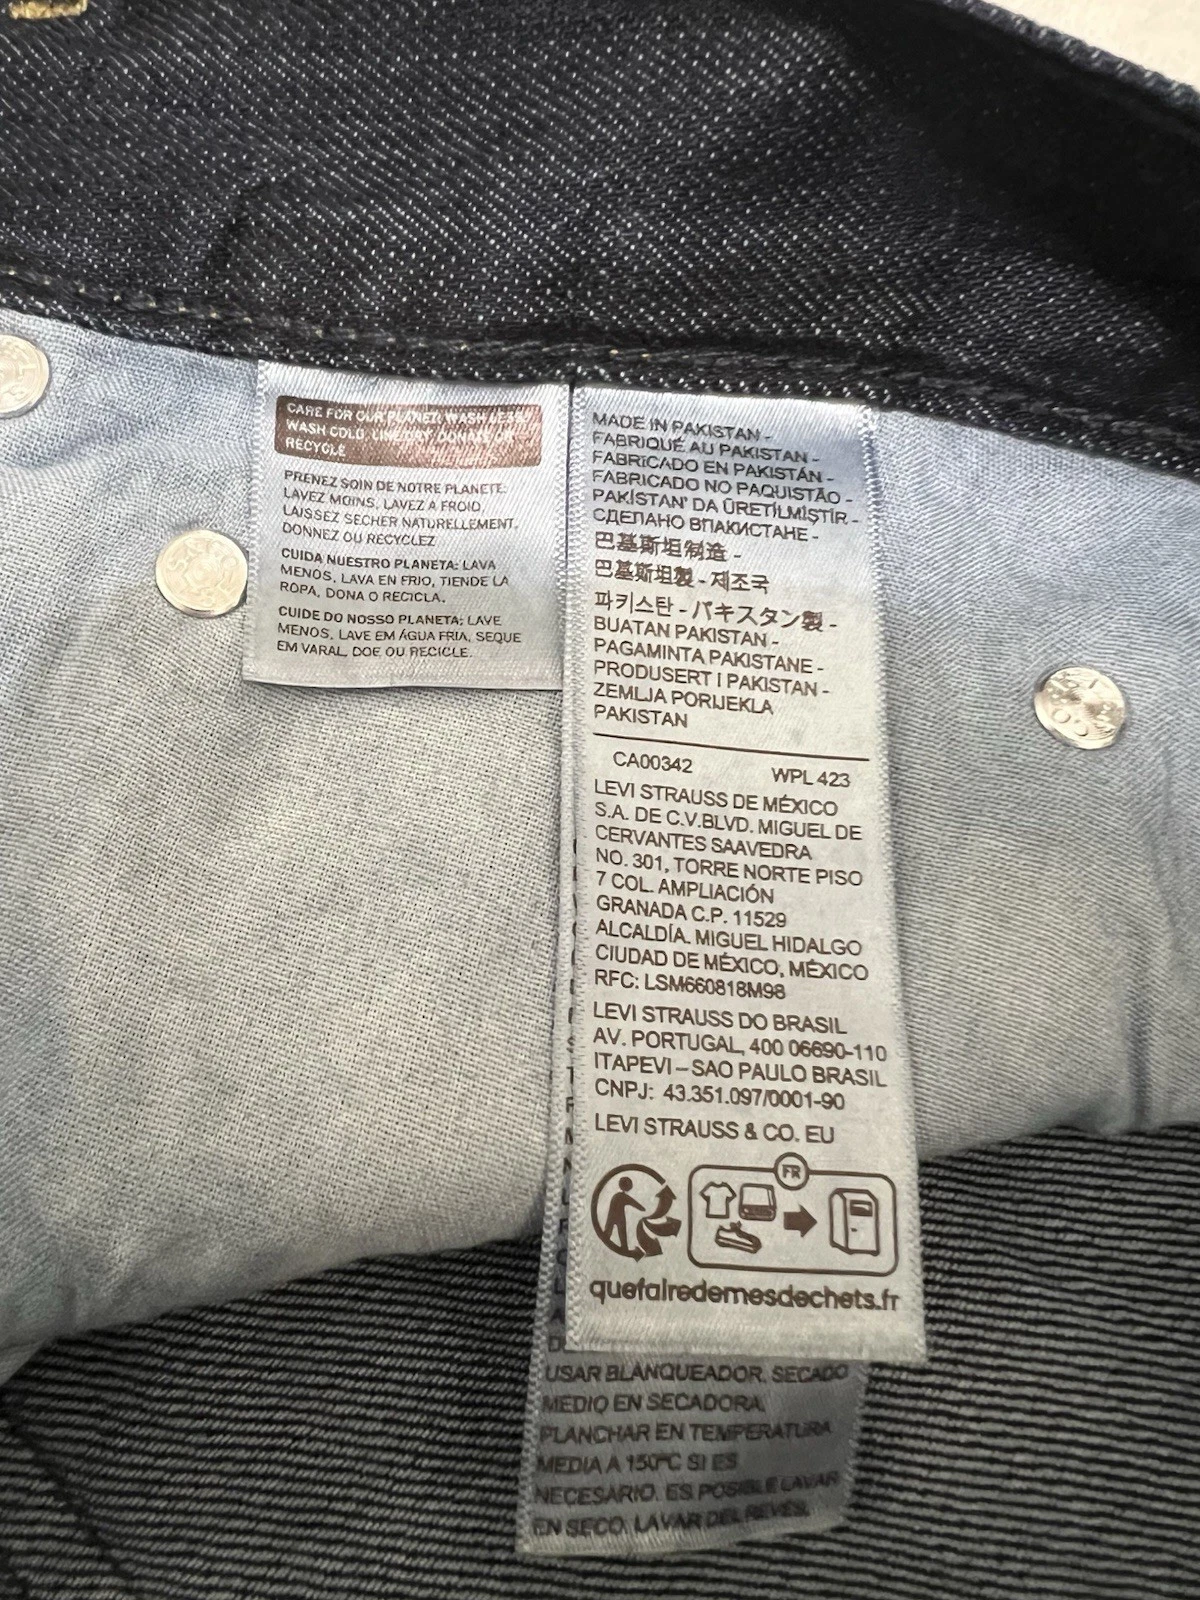 CARE FOR OUR PLANET: WASH LESS,
WASH COLD, LINE DRY, DONATE OR
RECYCLE
PRENEZ SOIN DE NOTRE PLANETE:
LAVEZ MOINS, LAVEZ A FROID,
LAISSEZ SECHER NATURELLEMENT,
DONNEZ OU RECYCLEZ
CUIDA NUESTRO PLANETA: LAVA
MENOS, LAVA EN FRIO, TIENDE LA
ROPA, DONA O RECICLA.
CUIDE DO NOSSO PLANETA: LAVE
MENOS, LAVE EM ÁGUA FRIA, SEQUE
EM VARAL, DOE OU RECICLE.
MADE IN PAKISTAN -
FABRIQUÉ AU PAKISTAN -
FABRICADO EN PAKISTÁN -
FABRICADO NO PAQUISTÃO -
PAKİSTAN' DA ÜRETİLMİŞTİR -
СДЕЛАНО ВПАКИСТАНЕ -
巴基斯坦制造 -
巴基斯坦製 - 제조국
파키스탄 - パキスタン製 -
BUATAN PAKISTAN -
PAGAMINTA PAKISTANE -
PRODUSERT I PAKISTAN -
ZEMLJA PORIJEKLA
PAKISTAN
CA00342 WPL 423
LEVI STRAUSS DE MÉXICO
S.A. DE C.V.BLVD. MIGUEL DE
CERVANTES SAAVEDRA
NO. 301, TORRE NORTE PISO
7 COL. AMPLIACIÓN
GRANADA C.P. 11529
ALCALDÍA. MIGUEL HIDALGO
CIUDAD DE MÉXICO, MÉXICO
RFC: LSM660818M98
LEVI STRAUSS DO BRASIL
AV. PORTUGAL, 400 06690-110
ITAPEVI – SAO PAULO BRASIL
CNPJ: 43.351.097/0001-90
LEVI STRAUSS & CO. EU
FR
quefairedemesdechets.fr
USAR BLANQUEADOR. SECADO
MEDIO EN SECADORA.
PLANCHAR EN TEMPERATURA
MEDIA A 150°C SI ES
NECESARIO. ES POSIBLE LAVAR
EN SECO. LAVAR DEL REVES.